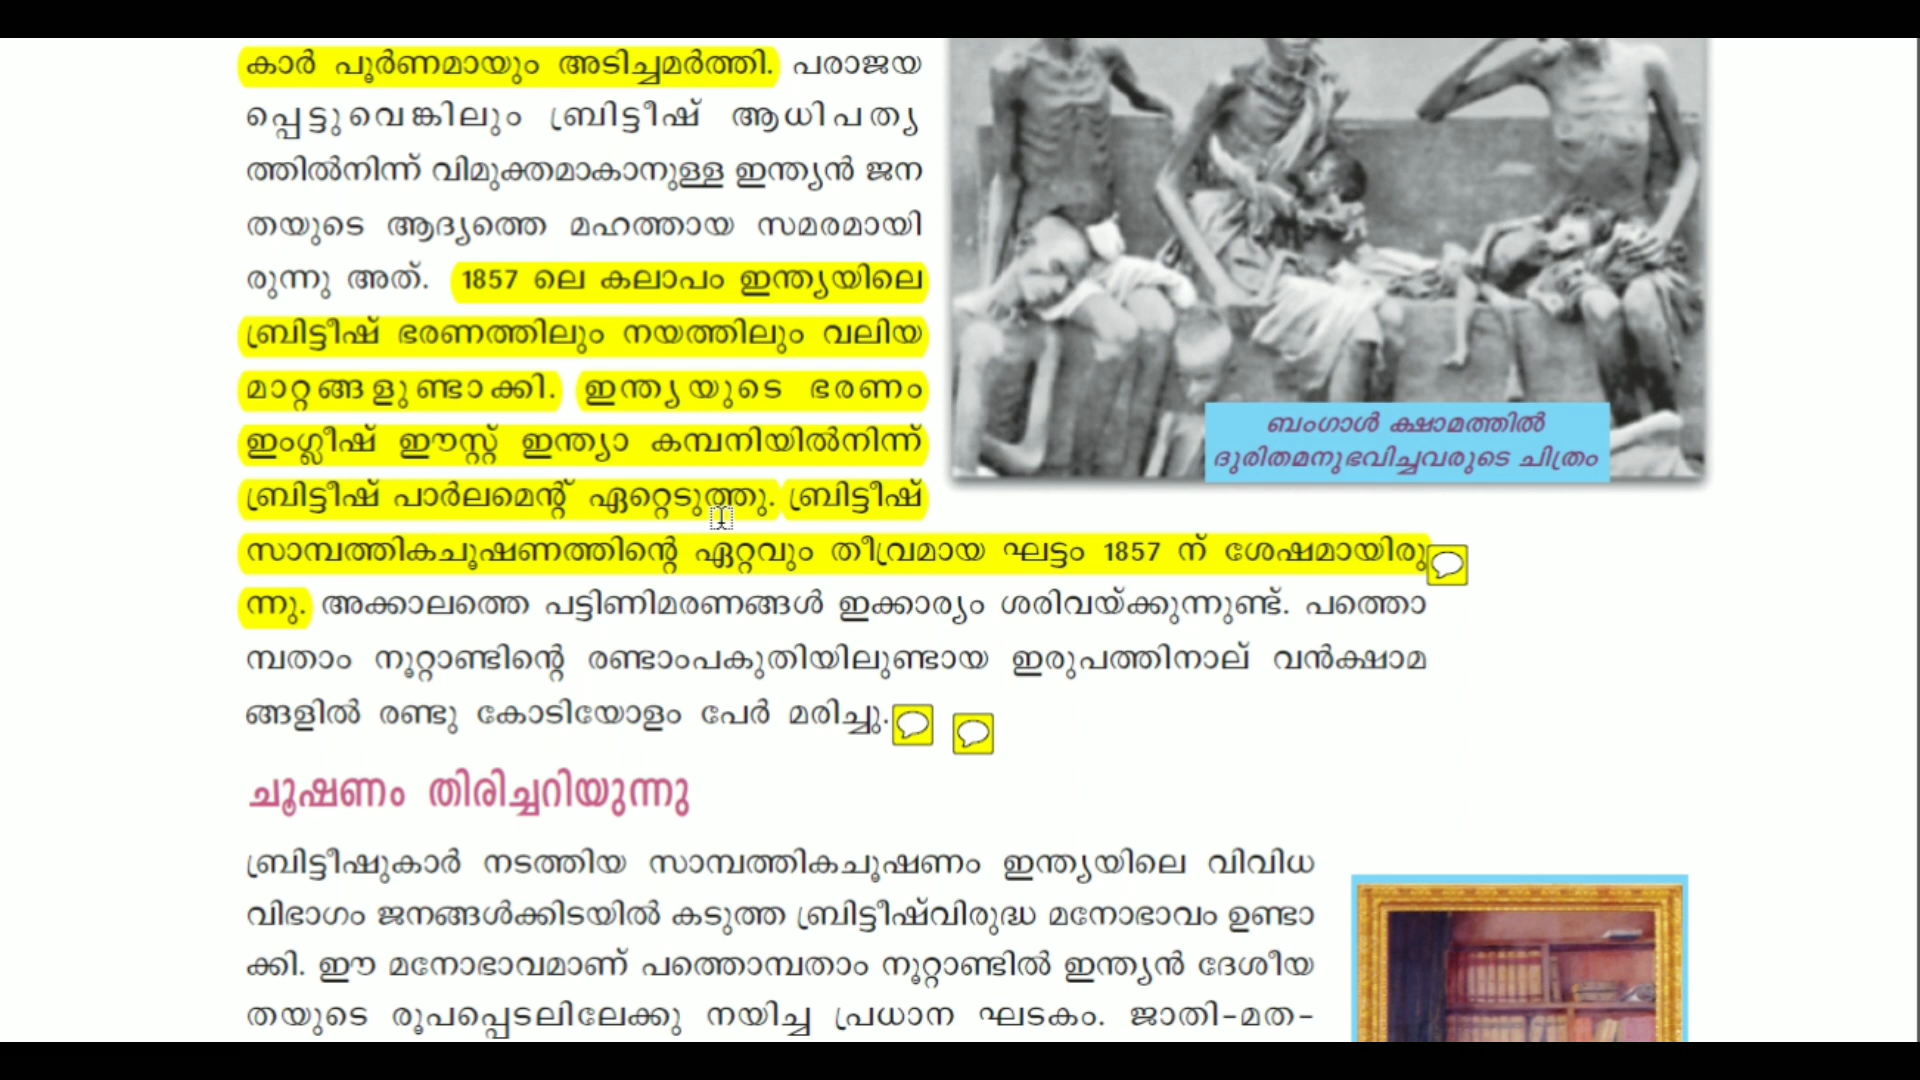 കാർ പൂർണമായും അടിച്ചമർത്തി. പരാജയ
പ്പെട്ടുവെങ്കിലും ബ്രിട്ടീഷ് ആധിപത്യ
ത്തിൽനിന്ന് വിമുക്തമാകാനുള്ള ഇന്ത്യൻ ജന
തയുടെ ആദ്യത്തെ മഹത്തായ സമരമായി
രുന്നു അത്. 1857 ലെ കലാപം ഇന്ത്യയിലെ
ബ്രിട്ടീഷ് ഭരണത്തിലും നയത്തിലും വലിയ
മാറ്റങ്ങളുണ്ടാക്കി. ഇന്ത്യയുടെ ഭരണം
ഇംഗ്ലീഷ് ഈസ്റ്റ് ഇന്ത്യാ കമ്പനിയിൽനിന്ന്
ബ്രിട്ടീഷ് പാർലമെന്റ് ഏറ്റെടുത്തു. ബ്രിട്ടീഷ്
സാമ്പത്തികചൂഷണത്തിന്റെ ഏറ്റവും തീവ്രമായ ഘട്ടം 1857 ന് ശേഷമായിരു
ന്നു. അക്കാലത്തെ പട്ടിണിമരണങ്ങൾ ഇക്കാര്യം ശരിവയ്ക്കുന്നുണ്ട്. പത്തൊ
മ്പതാം നൂറ്റാണ്ടിന്റെ രണ്ടാംപകുതിയിലുണ്ടായ ഇരുപത്തിനാല് വൻക്ഷാമ
ങ്ങളിൽ രണ്ടു കോടിയോളം പേർ മരിച്ചു.
ബംഗാൾ ക്ഷാമത്തിൽ
ദുരിതമനുഭവിച്ചവരുടെ ചിത്രം
ചൂഷണം തിരിച്ചറിയുന്നു
ബ്രിട്ടീഷുകാർ നടത്തിയ സാമ്പത്തികചൂഷണം ഇന്ത്യയിലെ വിവിധ
വിഭാഗം ജനങ്ങൾക്കിടയിൽ കടുത്ത ബ്രിട്ടീഷ്‌വിരുദ്ധ മനോഭാവം ഉണ്ടാ
ക്കി. ഈ മനോഭാവമാണ് പത്തൊമ്പതാം നൂറ്റാണ്ടിൽ ഇന്ത്യൻ ദേശീയ
തയുടെ രൂപപ്പെടലിലേക്കു നയിച്ച പ്രധാന ഘടകം. ജാതി-മത-